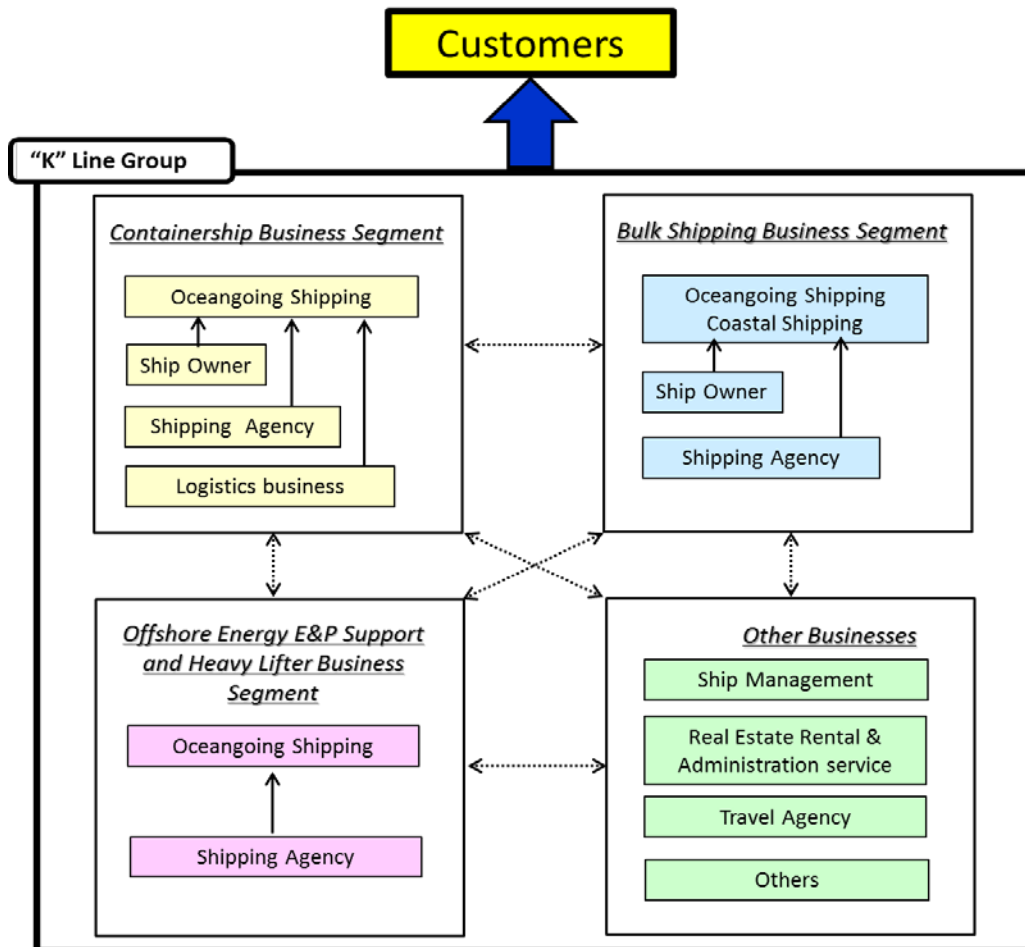 Customers
“K” Line Group
Containership Business Segment
Oceangoing Shipping
Ship Owner
Shipping Agency
Logistics business
Bulk Shipping Business Segment
Oceangoing Shipping
Coastal Shipping
Ship Owner
Shipping Agency
Offshore Energy E&P Support
and Heavy Lifter Business
Segment
Oceangoing Shipping
Shipping Agency
Other Businesses
Ship Management
Real Estate Rental &
Administration service
Travel Agency
Others